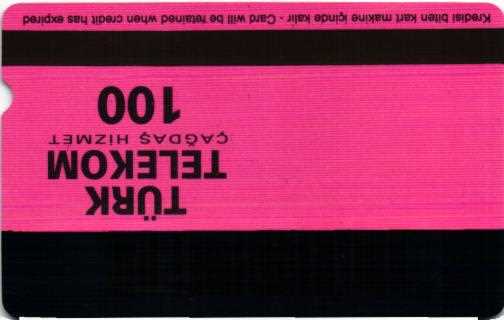 TÜRK
TELEKOM
ÇAĞDAŞ HİZMET
100
Kredisi biten kart makine içinde kalır - Card will be retained when credit has expired